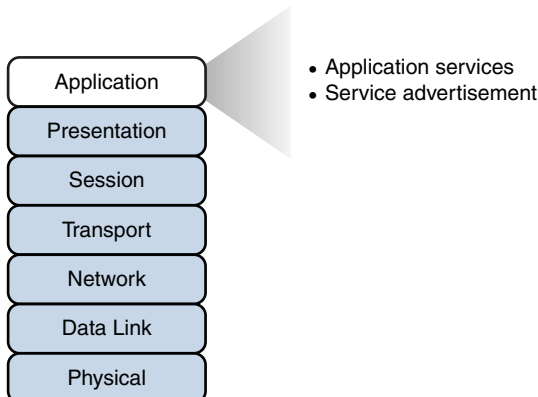 Application
• Application services
• Service advertisement
Presentation
Session
Transport
Network
Data Link
Physical